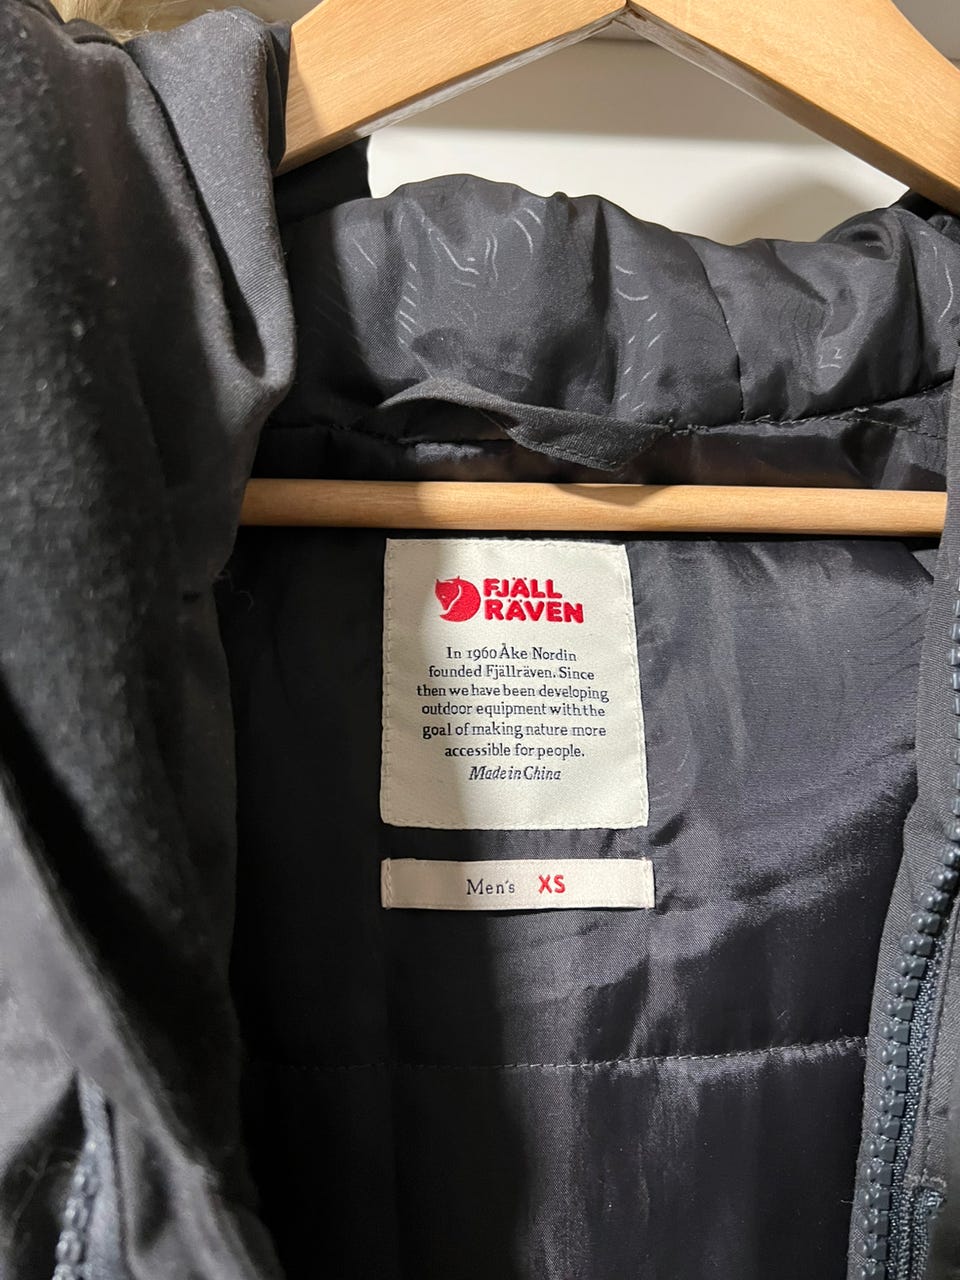 FJÄLL
RÄVEN
In 1960 Åke Nordin
founded Fjällräven. Since
then we have been developing
outdoor equipment with the
goal of making nature more
accessible for people.
Made in China
Men's XS